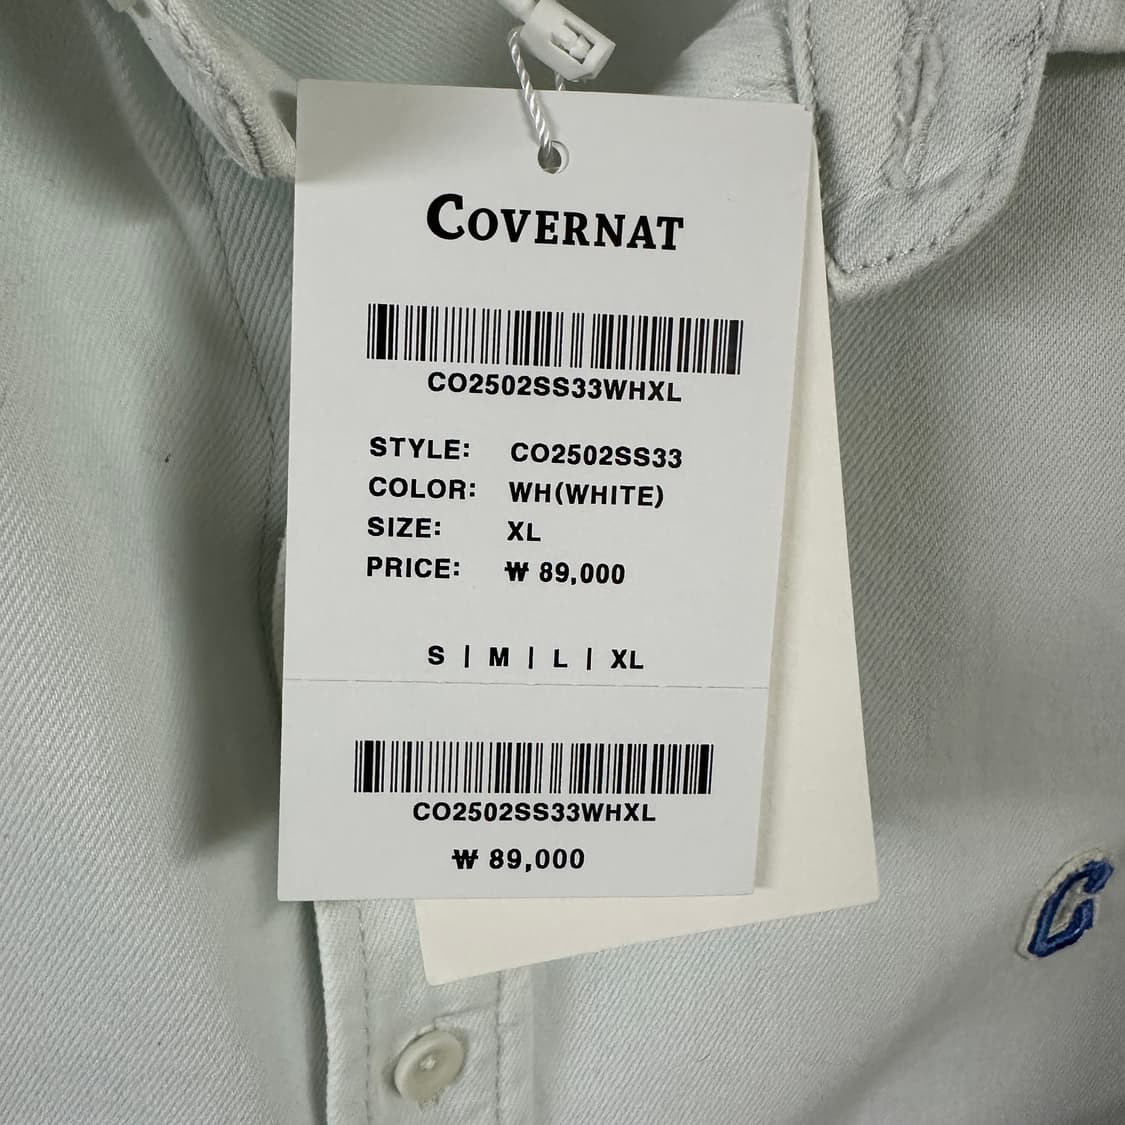 COVERNAT
CO2502SS33WHXL
STYLE: CO2502SS33
COLOR: WH(WHITE)
SIZE: XL
PRICE: ₩ 89,000
S | M | L | XL
CO2502SS33WHXL
₩ 89,000
C